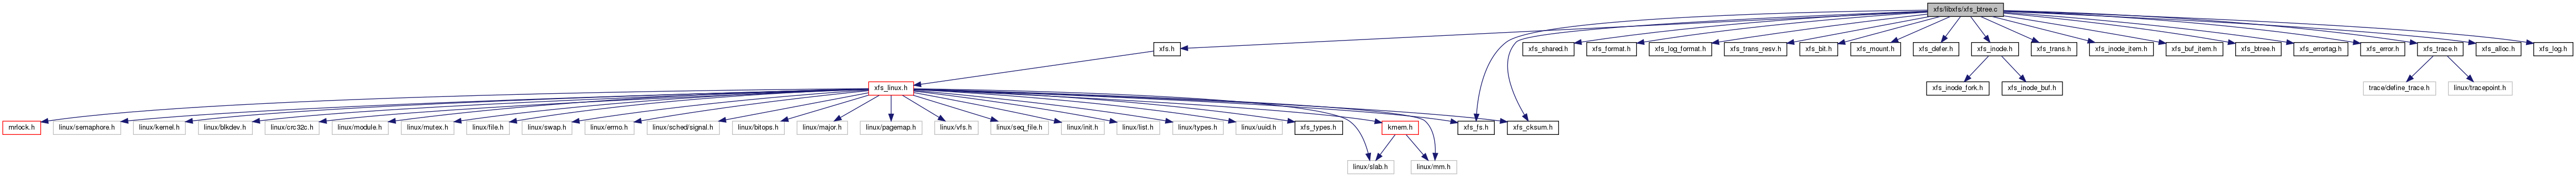 xfs/libxfs/xfs_btree.c
xfs.h
xfs_shared.h
xfs_format.h
xfs_log_format.h
xfs_trans_resv.h
xfs_bit.h
xfs_mount.h
xfs_defer.h
xfs_inode.h
xfs_trans.h
xfs_inode_item.h
xfs_buf_item.h
xfs_btree.h
xfs_errortag.h
xfs_error.h
xfs_trace.h
xfs_alloc.h
xfs_log.h
xfs_linux.h
xfs_inode_fork.h
xfs_inode_buf.h
trace/define_trace.h
linux/tracepoint.h
mrlock.h
linux/semaphore.h
linux/kernel.h
linux/blkdev.h
linux/crc32c.h
linux/module.h
linux/mutex.h
linux/file.h
linux/swap.h
linux/errno.h
linux/sched/signal.h
linux/bitops.h
linux/major.h
linux/pagemap.h
linux/vfs.h
linux/seq_file.h
linux/init.h
linux/list.h
linux/types.h
linux/uuid.h
xfs_types.h
kmem.h
xfs_fs.h
xfs_cksum.h
linux/slab.h
linux/mm.h